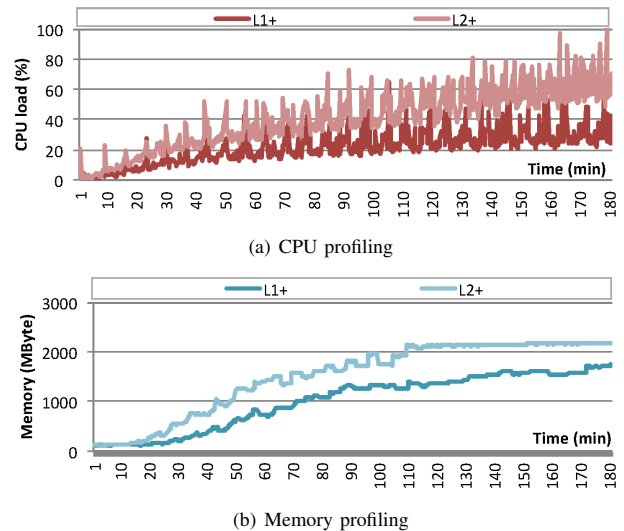 L1+ L2+
CPU load (%)
100
80
60
40
20
0
Time (min)
1 10 20 30 40 50 60 70 80 90 100 110 120 130 140 150 160 170 180
(a) CPU profiling
L1+ L2+
Memory (MByte)
3000
2000
1000
0
Time (min)
1 10 20 30 40 50 60 70 80 90 100 110 120 130 140 150 160 170 180
(b) Memory profiling